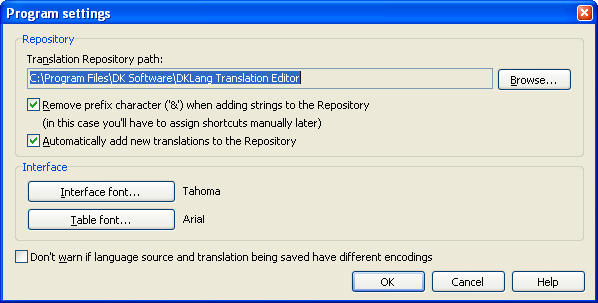 Program settings
Repository
Translation Repository path:
C:\Program Files\DK Software\DKLang Translation Editor
Browse...
Remove prefix character ('&') when adding strings to the Repository
(in this case you'll have to assign shortcuts manually later)
Automatically add new translations to the Repository
Interface
Interface font... Tahoma
Table font... Arial
Don't warn if language source and translation being saved have different encodings
OK Cancel Help